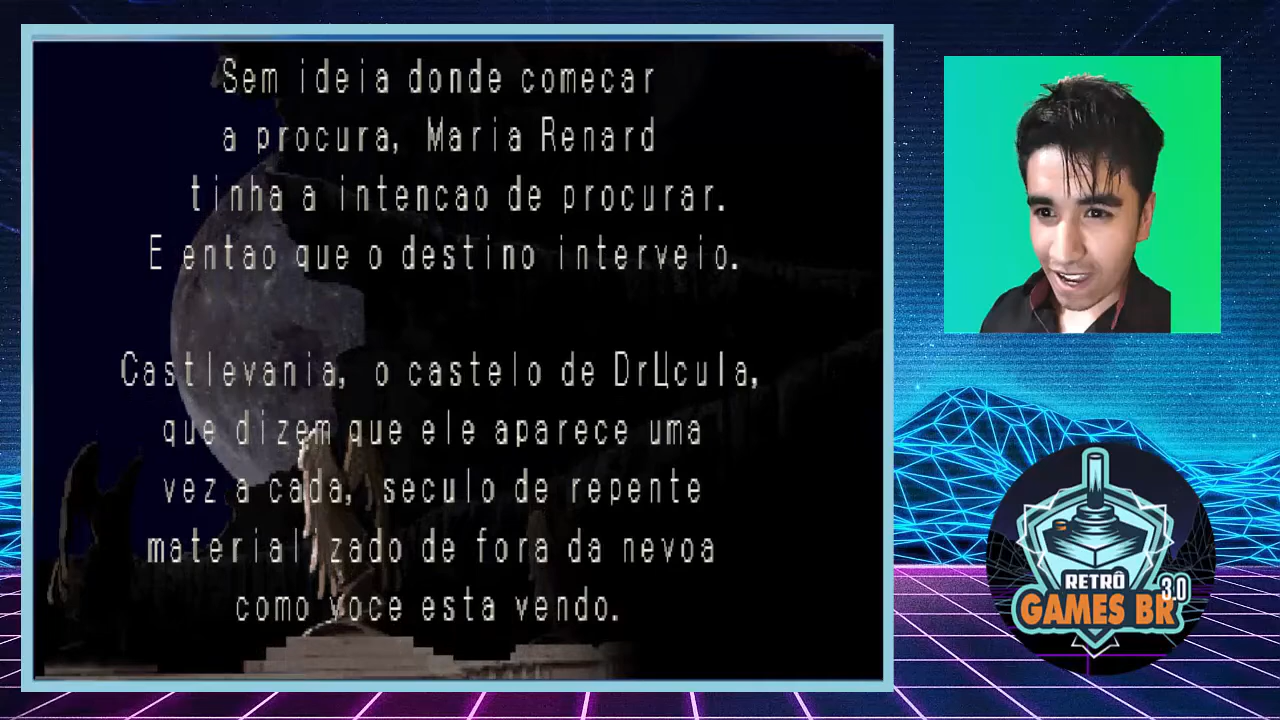 Sem ideia donde comecar
a procura, Maria Renard
tinha a intencao de procurar.
E entao que o destino interveio.
Castlevania, o castelo de DrЦcula,
que dizem que ele aparece uma
vez a cada, seculo de repente
materializado de fora da nevoa
como voce esta vendo.
RETRÔ
3.0
GAMES BR